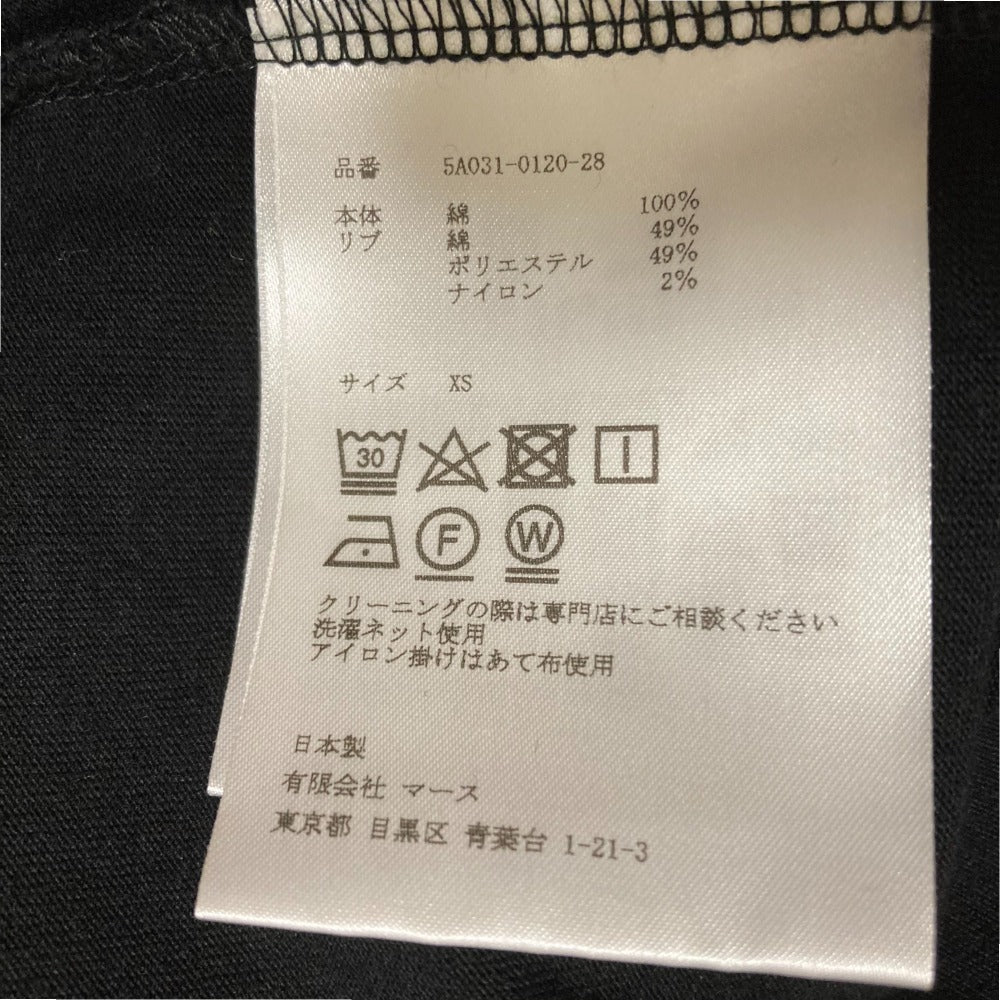 品番 5A031-0120-28
本体 綿 100%
リブ 綿 49%
ポリエステル 49%
ナイロン 2%
サイズ XS
30
F W
クリーニングの際は専門店にご相談ください
洗濯ネット使用
アイロン掛けはあて布使用
日本製
有限会社 マース
東京都 目黒区 青葉台 1-21-3